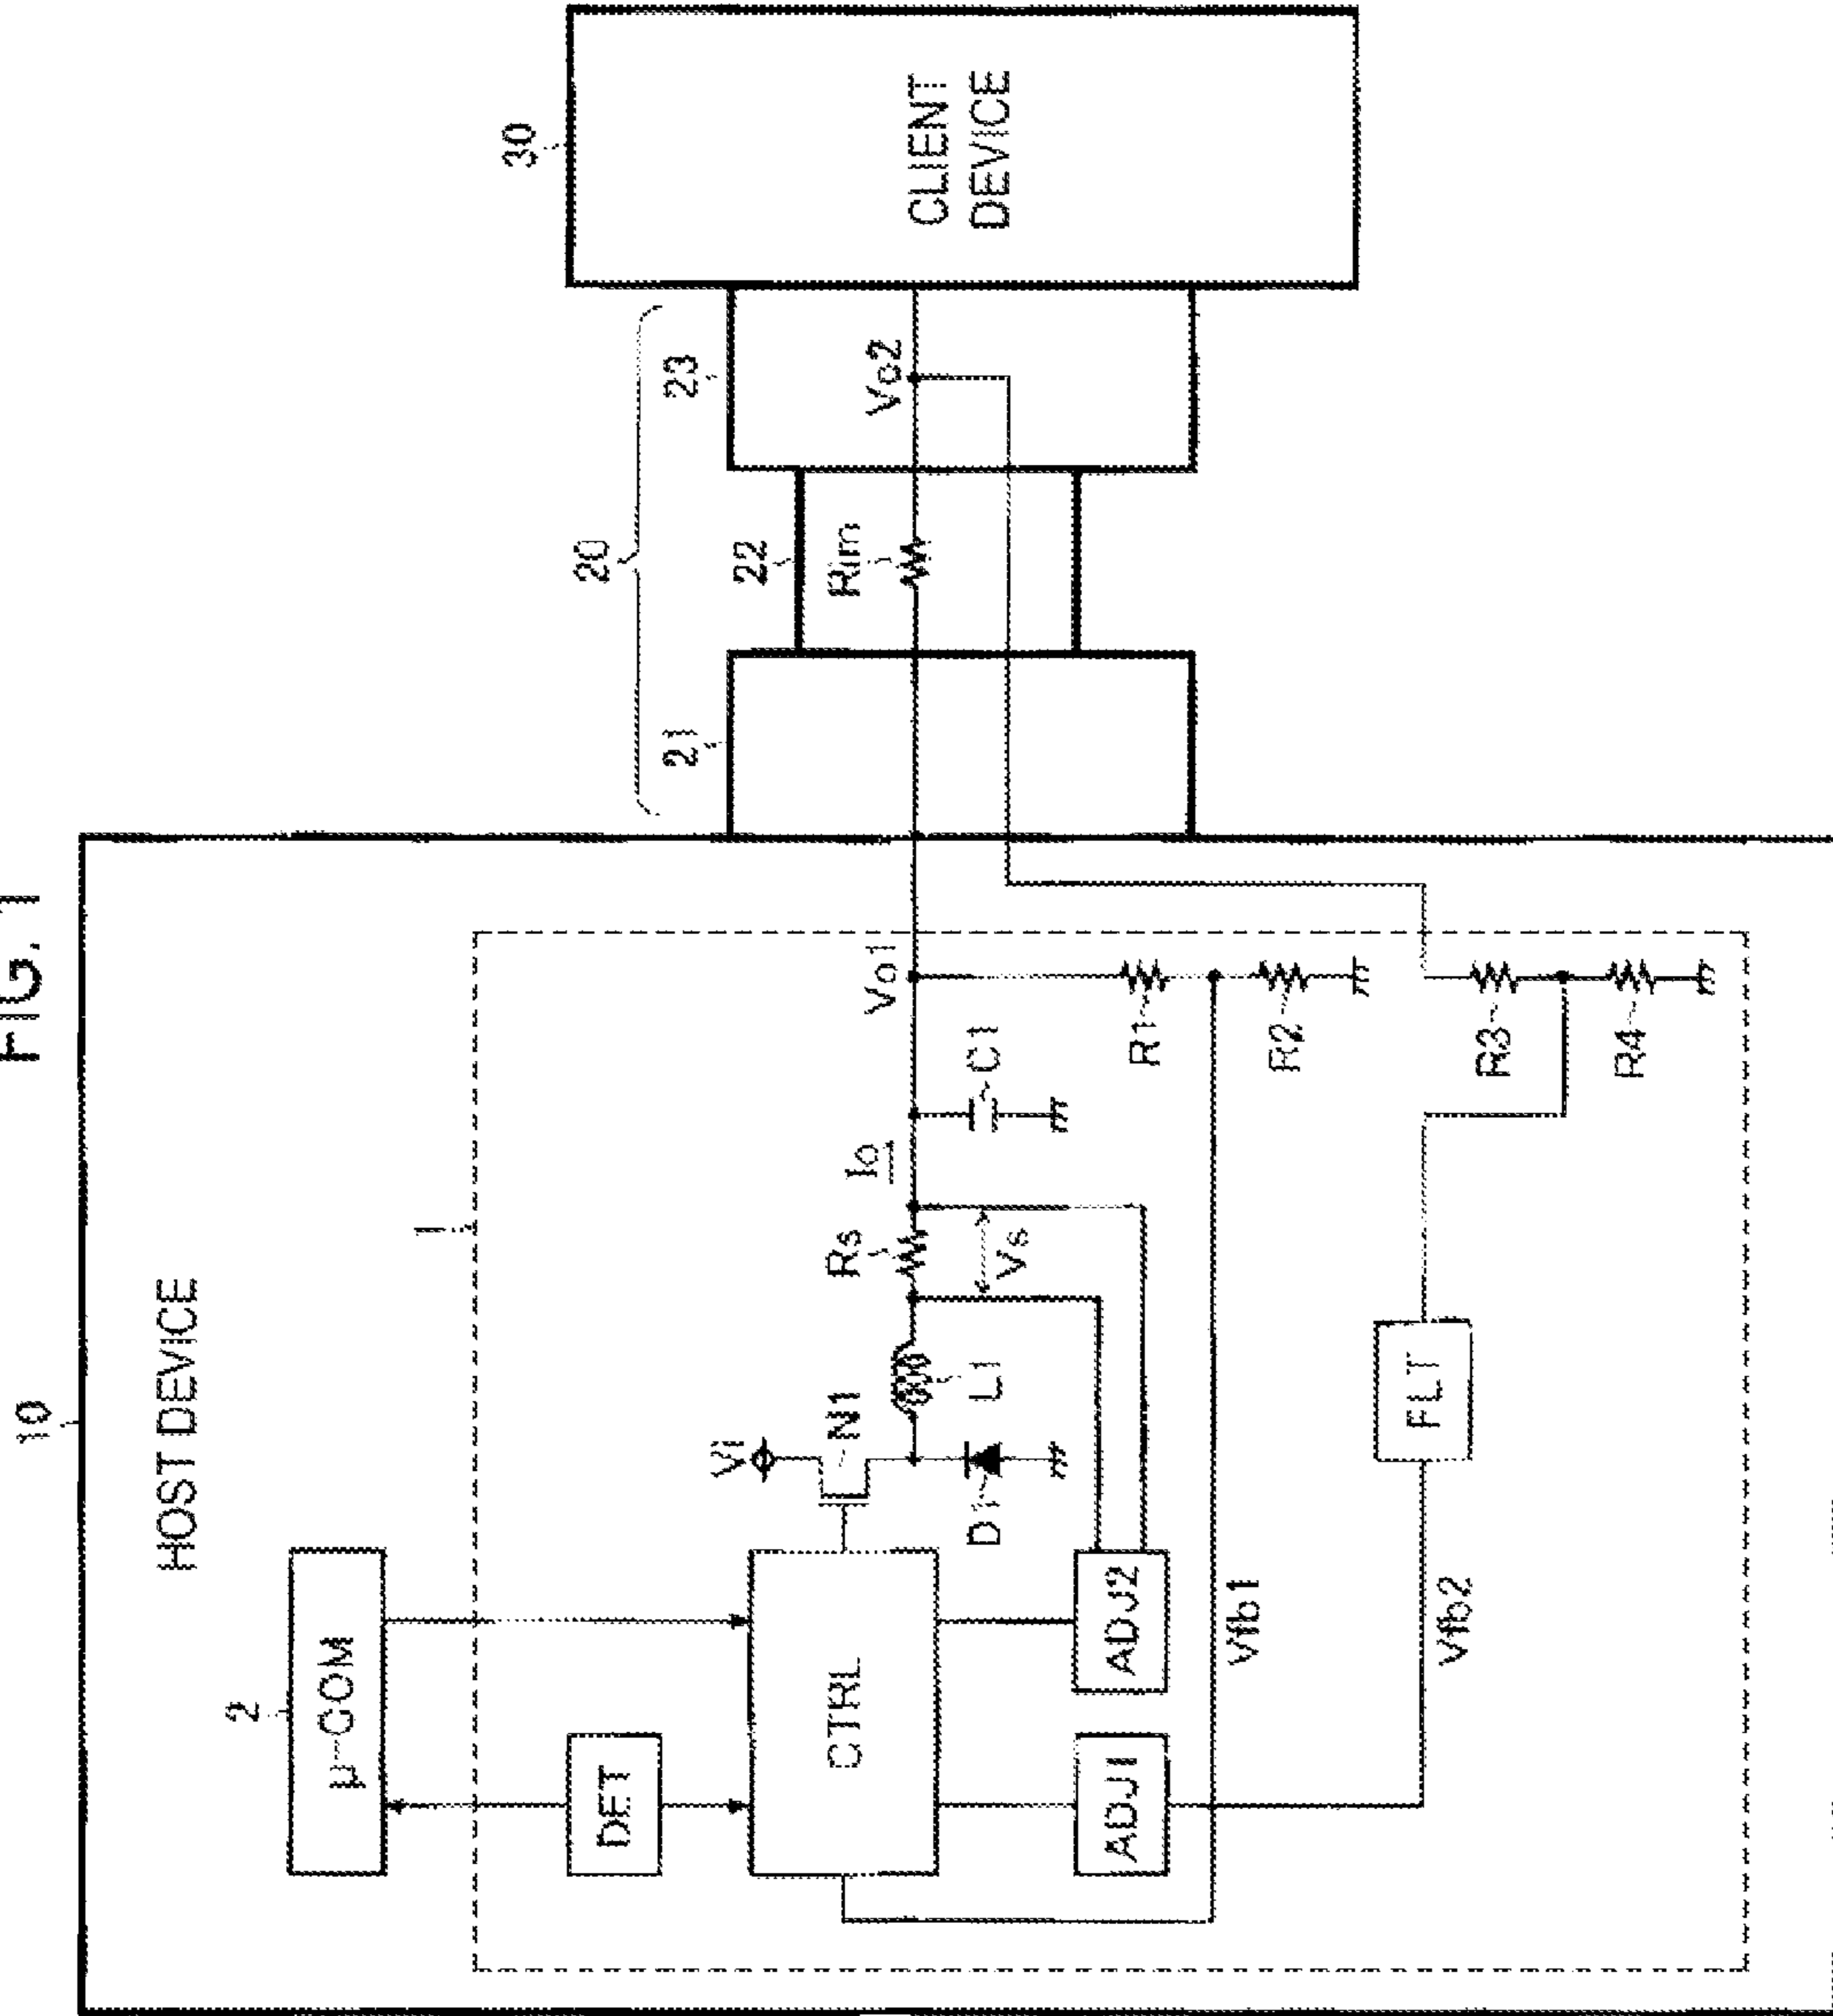 FIG. 1
10
HOST DEVICE
2
μ-COM
1
DET
CTRL
Vi
N1
L1
D1
Rs
Vs
Io
C1
Vo1
ADJ1
ADJ2
R1
R2
Vfb1
R3
R4
FLT
Vfb2
20
21
22
23
Rim
Vo2
30
CLIENT
DEVICE